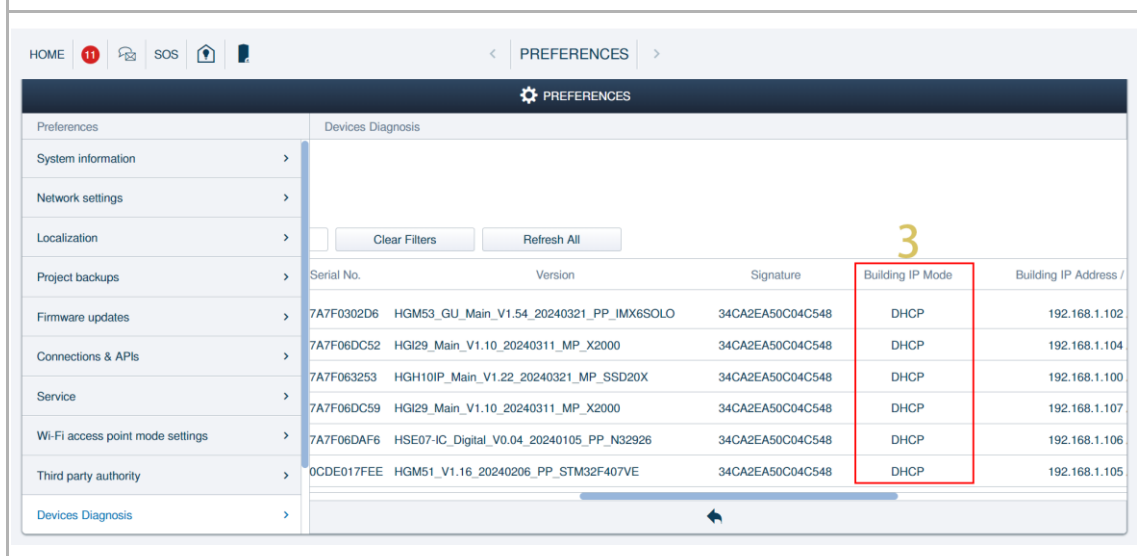 HOME 11 SOS < PREFERENCES >
PREFERENCES
Preferences Devices Diagnosis
System information >
Network settings >
Localization > Clear Filters Refresh All 3
Project backups > Serial No. Version Signature Building IP Mode Building IP Address /
Firmware updates > 7A7F0302D6 HGM53_GU_Main_V1.54_20240321_PP_IMX6SOLO 34CA2EA50C04C548 DHCP 192.168.1.102
Connections & APIs > 7A7F06DC52 HGI29_Main_V1.10_20240311_MP_X2000 34CA2EA50C04C548 DHCP 192.168.1.104
7A7F063253 HGH10IP_Main_V1.22_20240321_MP_SSD20X 34CA2EA50C04C548 DHCP 192.168.1.100
Service > 7A7F06DC59 HGI29_Main_V1.10_20240311_MP_X2000 34CA2EA50C04C548 DHCP 192.168.1.107
Wi-Fi access point mode settings > 7A7F06DAF6 HSE07-IC_Digital_V0.04_20240105_PP_N32926 34CA2EA50C04C548 DHCP 192.168.1.106
Third party authority > 0CDE017FEE HGM51_V1.16_20240206_PP_STM32F407VE 34CA2EA50C04C548 DHCP 192.168.1.105
Devices Diagnosis >